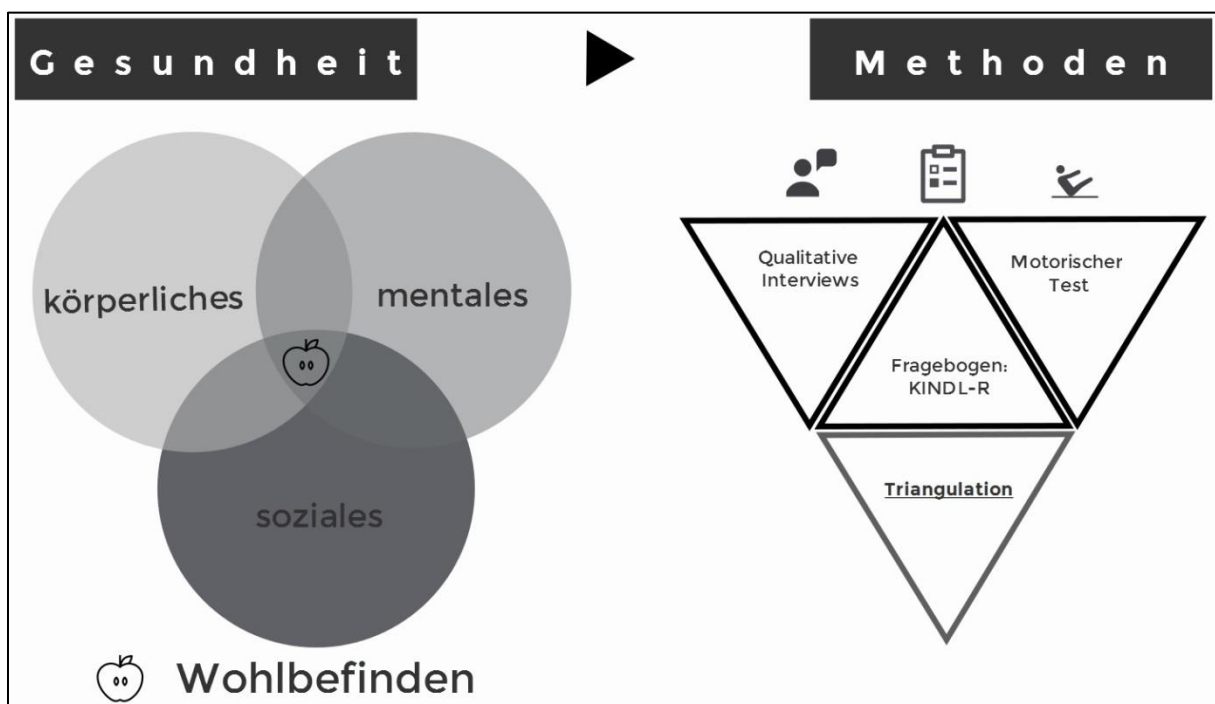 Gesundheit
Methoden
körperliches
mentales
soziales
Wohlbefinden
Qualitative
Interviews
Motorischer
Test
Fragebogen:
KINDL-R
Triangulation